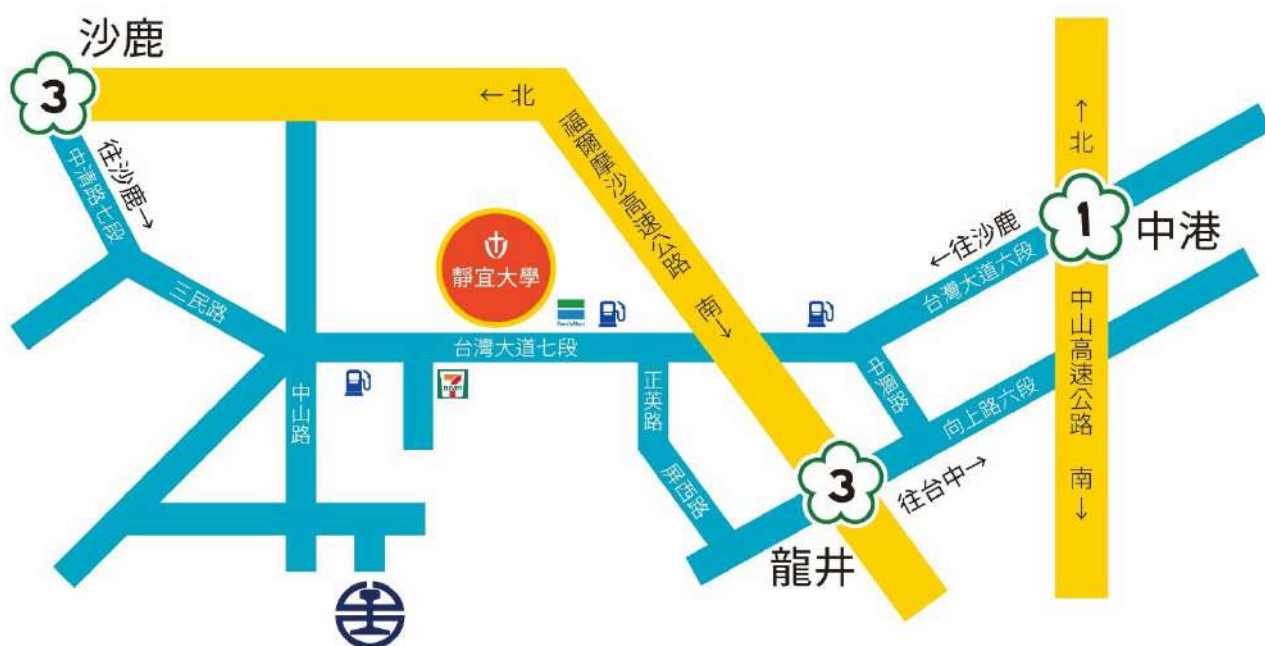 沙鹿
3
←北
福爾摩沙高速公路
南→
↑北
1
中港
中山高速公路
南↓
往沙鹿→
中清路七段
三民路
靜宜大學
FamilyMart
台灣大道七段
←往沙鹿
台灣大道六段
中興路
向上路六段
往台中→
中山路
7
ELEVEN
正英路
屏西路
3
龍井